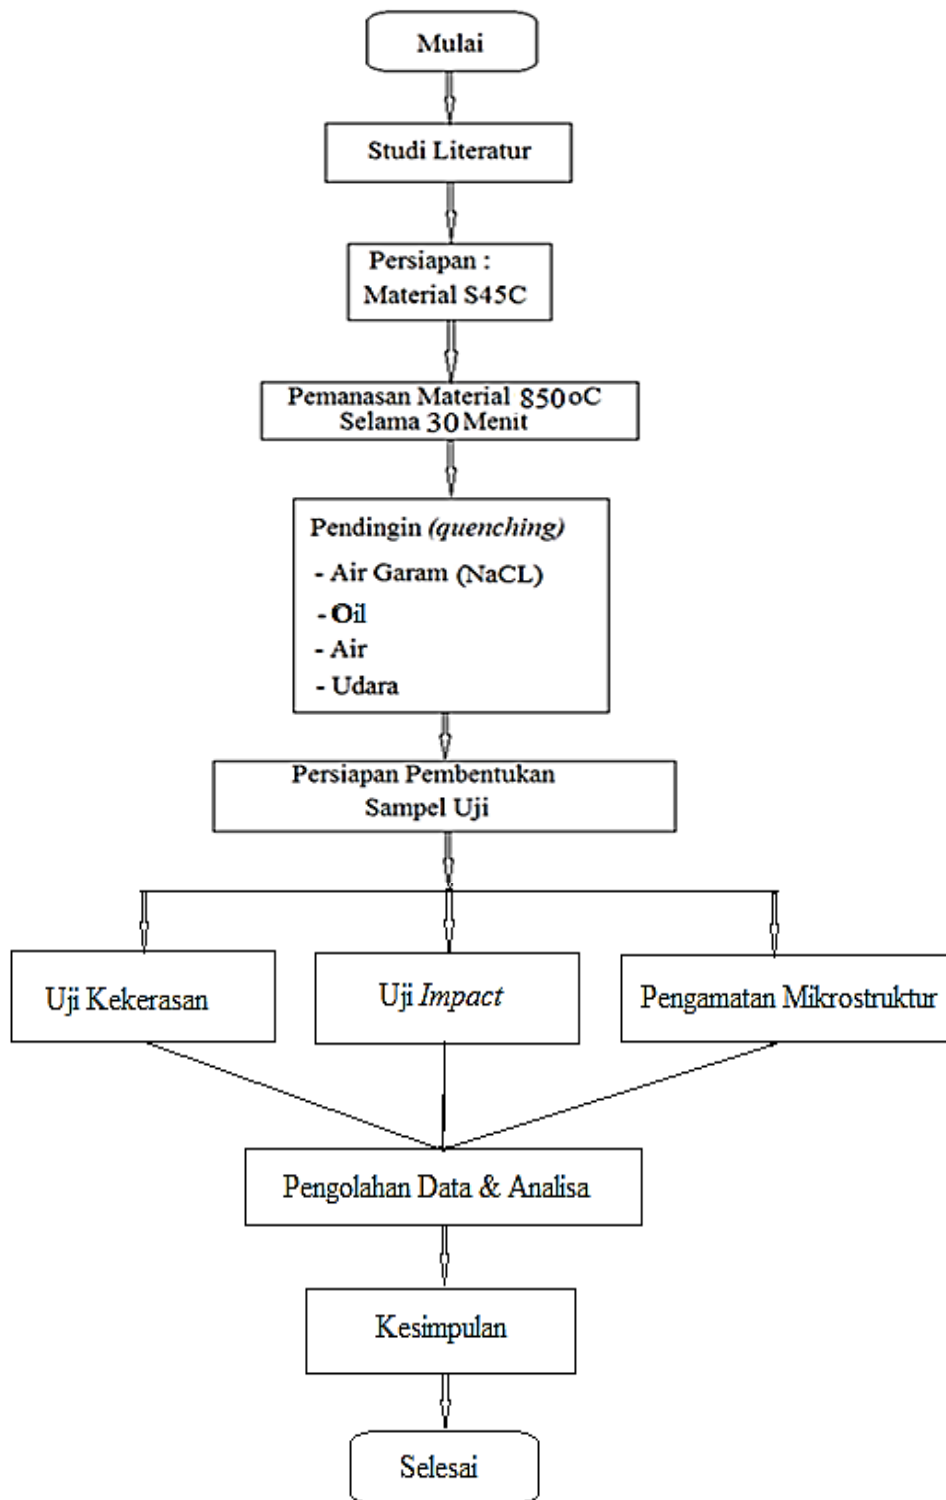 Mulai
Studi Literatur
Persiapan :
Material S45C
Pemanasan Material 850oC
Selama 30 Menit
Pendingin (quenching)
- Air Garam (NaCL)
- Oil
- Air
- Udara
Persiapan Pembentukan
Sampel Uji
Uji Kekerasan
Uji Impact
Pengamatan Mikrostruktur
Pengolahan Data & Analisa
Kesimpulan
Selesai